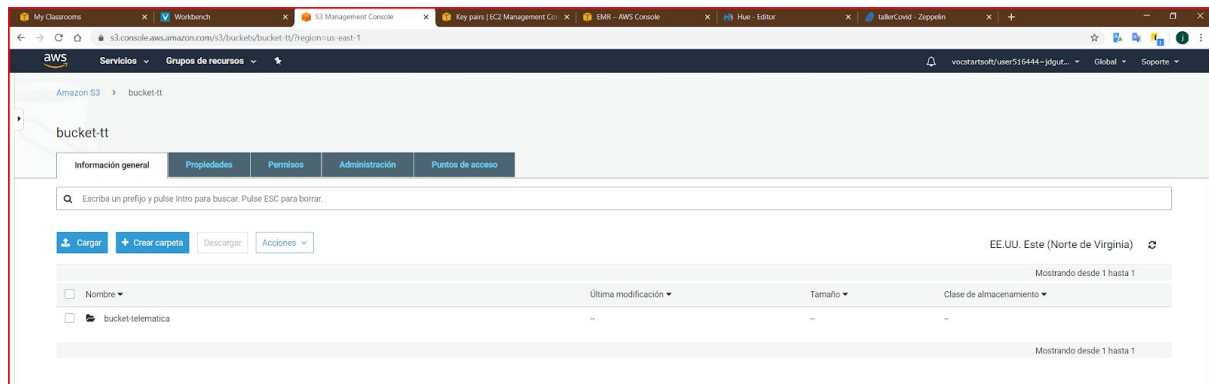 My Classrooms Workbench S3 Management Console Key pairs | EC2 Management Con EMR – AWS Console Hue - Editor tallerCovid - Zeppelin
s3.console.aws.amazon.com/s3/buckets/bucket-tt/?region=us-east-1
aws Servicios Grupos de recursos vocstartsoft/user516444=jdgut... Global Soporte
Amazon S3 > bucket-tt
bucket-tt
Información general Propiedades Permisos Administración Puntos de acceso
Escriba un prefijo y pulse Intro para buscar. Pulse ESC para borrar.
Cargar + Crear carpeta Descargar Acciones EE.UU. Este (Norte de Virginia)
Mostrando desde 1 hasta 1
Nombre Última modificación Tamaño Clase de almacenamiento
bucket-telematica -- -- --
Mostrando desde 1 hasta 1